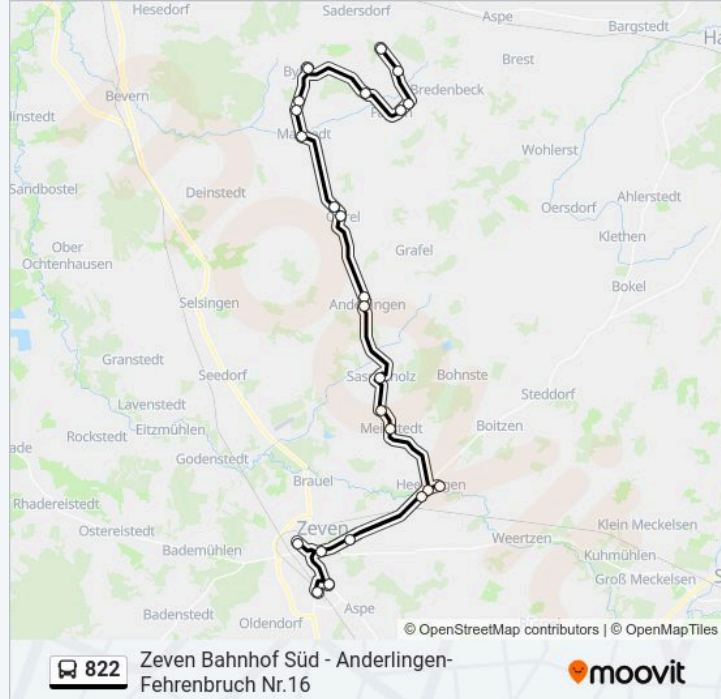 Hesedorf
Sadersdorf
Aspe
Bargstedt
Brest
Bredenbeck
Bevern
Wohlerst
Sandbostel
Deinstedt
Ahlerstedt
Oersdorf
Klethen
Ober
Ochtenhausen
Grafel
Selsingen
Bokel
Granstedt
Seedorf
Bohnste
Steddorf
Lavenstedt
Eitzmühlen
Rockstedt
Boitzen
Godenstedt
Brauel
Rhadereistedt
Zeven
Klein Meckelsen
Ostereistedt
Weertzen
Bademühlen
Kuhmühlen
Groß Meckelsen
Badenstedt
Aspe
Oldendorf
© OpenStreetMap contributors | © OpenMapTiles
822
Zeven Bahnhof Süd - Anderlingen-
Fehrenbruch Nr.16
moovit